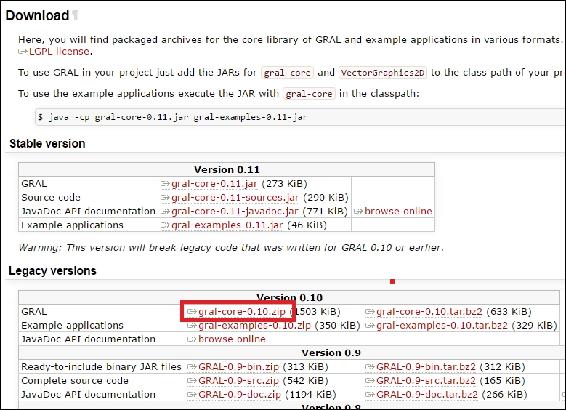 Download ¶
Here, you will find packaged archives for the core library of GRAL and example applications in various formats.
LGPL license.
To use GRAL in your project just add the JARs for gral-core and VectorGraphics2D to the class path of your pr
To use the example applications execute the JAR with gral-core in the classpath:
$ java -cp gral-core-0.11.jar gral-examples-0.11-jar
Stable version
Version 0.11
GRAL gral-core-0.11.jar (273 KiB)
Source code gral-core-0.11-sources.jar (290 KiB)
JavaDoc API documentation gral-core-0.11-javadoc.jar (771 KiB) browse online
Example applications gral-examples-0.11.jar (46 KiB)
Warning: This version will break legacy code that was written for GRAL 0.10 or earlier.
Legacy versions
Version 0.10
GRAL gral-core-0.10.zip (1503 KiB) gral-core-0.10.tar.bz2 (633 KiB)
Example applications gral-examples-0.10.zip (350 KiB) gral-examples-0.10.tar.bz2 (329 KiB)
JavaDoc API documentation browse online
Version 0.9
Ready-to-include binary JAR files GRAL-0.9-bin.zip (313 KiB) GRAL-0.9-bin.tar.bz2 (312 KiB)
Complete source code GRAL-0.9-src.zip (542 KiB) GRAL-0.9-src.tar.bz2 (165 KiB)
JavaDoc API documentation GRAL-0.9-doc.zip (1194 KiB) GRAL-0.9-doc.tar.bz2 (266 KiB)